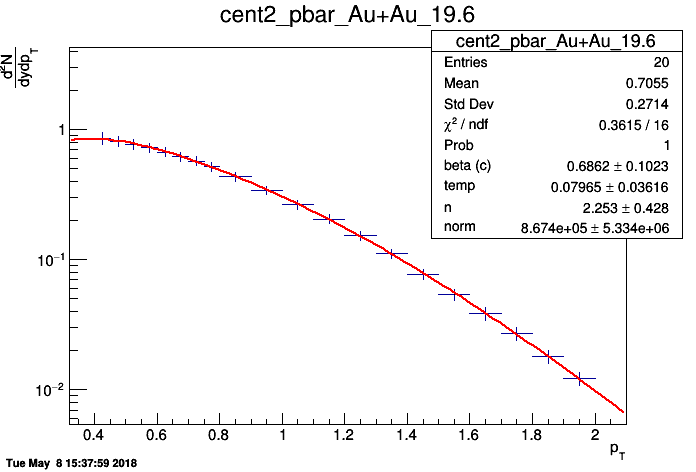 cent2_pbar_Au+Au_19.6
cent2_pbar_Au+Au_19.6
Entries 20
Mean 0.7055
Std Dev 0.2714
χ² / ndf 0.3615 / 16
Prob 1
beta (c) 0.6862 ± 0.1023
temp 0.07965 ± 0.03616
n 2.253 ± 0.428
norm 8.674e+05 ± 5.334e+06
d²N
dydp_T
1
10⁻¹
10⁻²
0.4 0.6 0.8 1 1.2 1.4 1.6 1.8 2
p_T
Tue May 8 15:37:59 2018